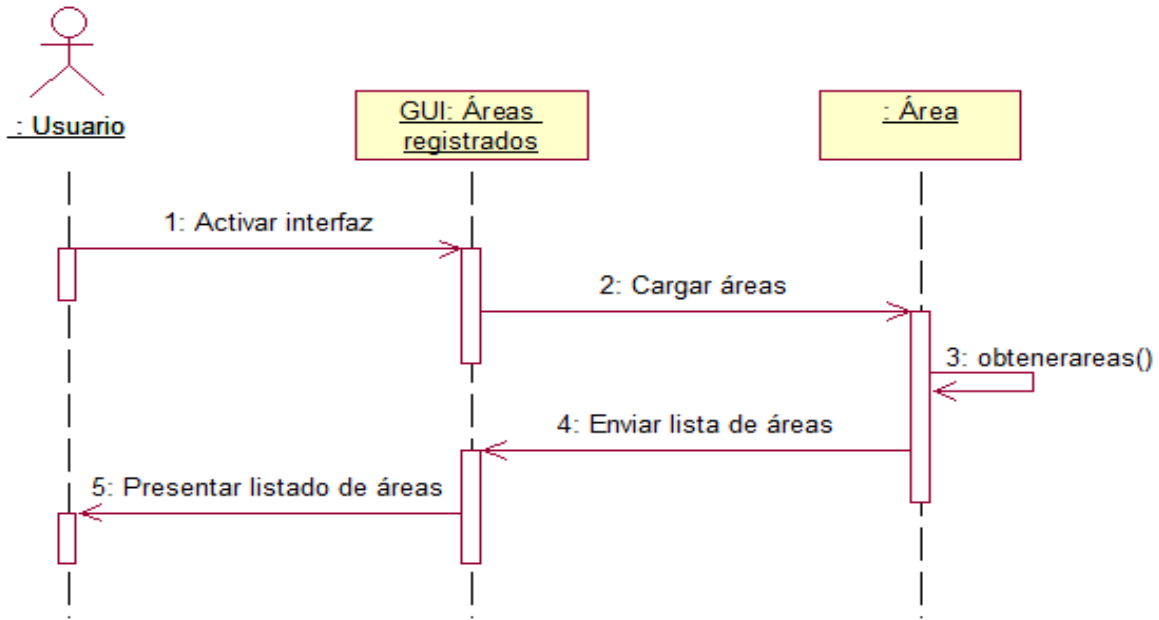 : Usuario
GUI: Áreas
registrados
: Área
1: Activar interfaz
2: Cargar áreas
3: obtenerareas()
4: Enviar lista de áreas
5: Presentar listado de áreas